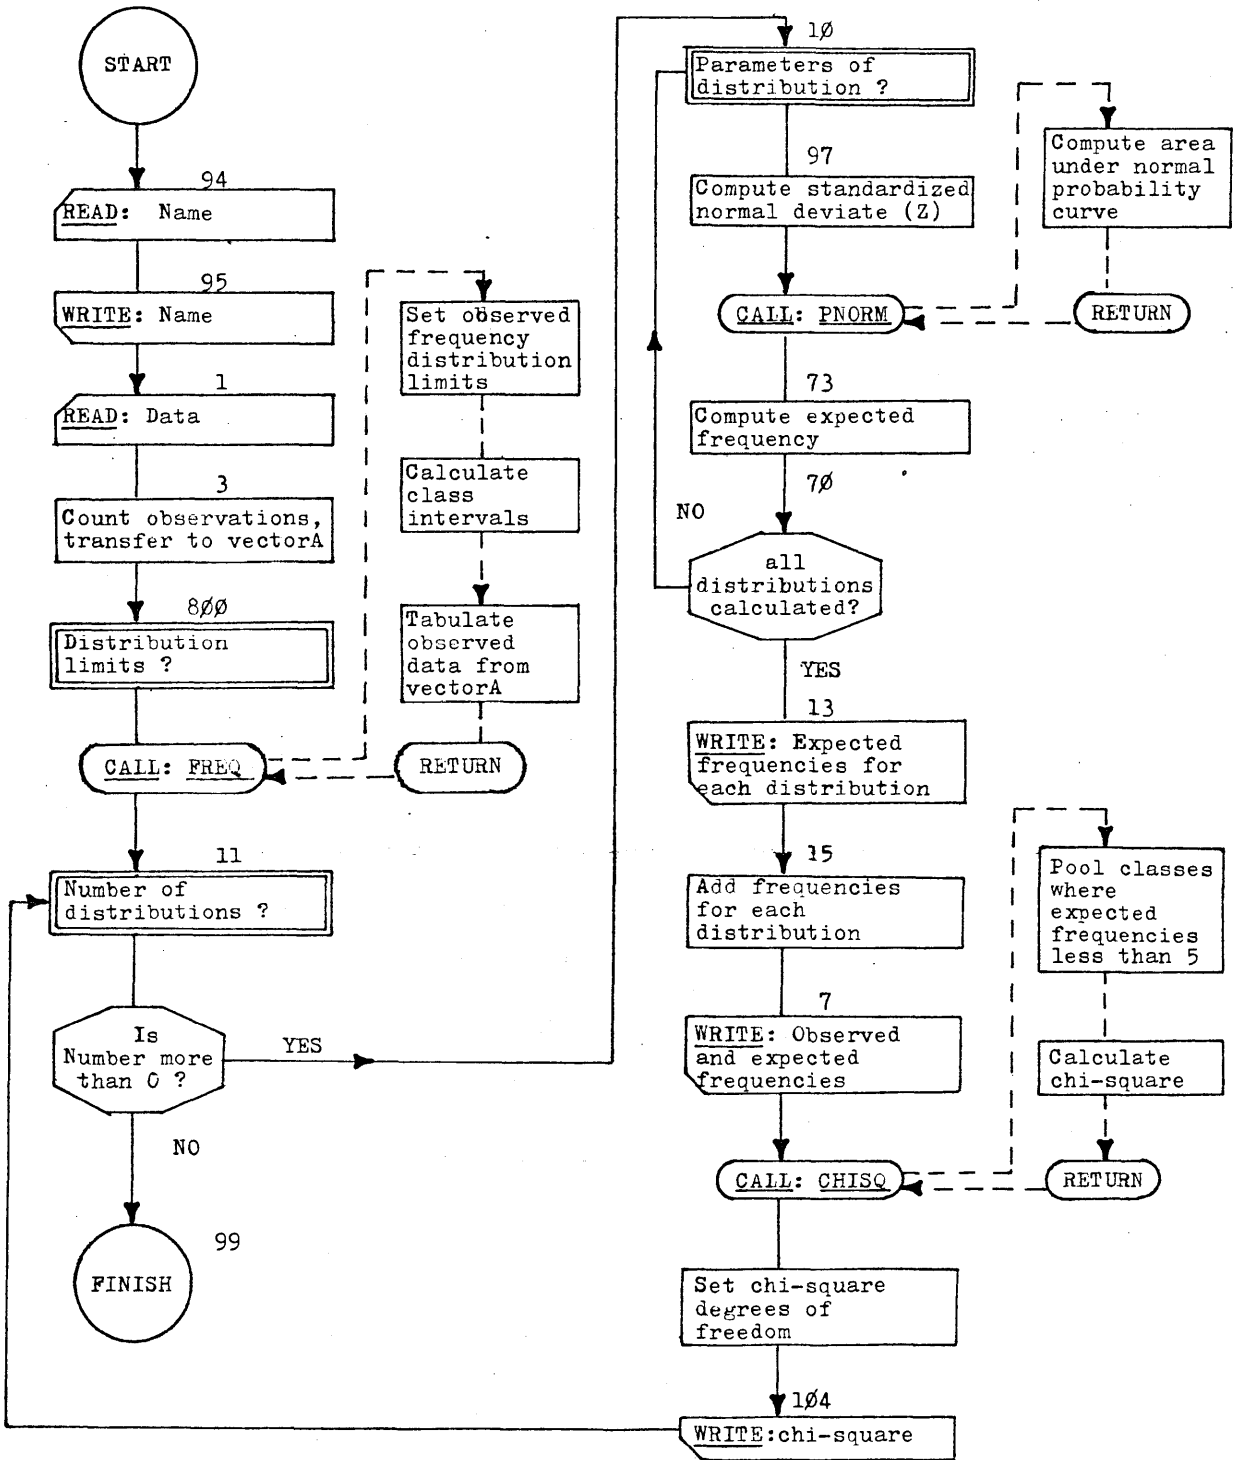 START
94
READ: Name
95
WRITE: Name
1
READ: Data
3
Count observations,
transfer to vectorA
8ØØ
Distribution
limits ?
CALL: FREQ
Set observed
frequency
distribution
limits
Calculate
class
intervals
Tabulate
observed
data from
vectorA
RETURN
11
Number of
distributions ?
Is
Number more
than 0 ?
YES
NO
99
FINISH
1Ø
Parameters of
distribution ?
97
Compute standardized
normal deviate (Z)
CALL: PNORM
Compute area
under normal
probability
curve
RETURN
73
Compute expected
frequency
7Ø
NO
all
distributions
calculated?
YES
13
WRITE: Expected
frequencies for
each distribution
15
Add frequencies
for each
distribution
7
WRITE: Observed
and expected
frequencies
CALL: CHISQ
Pool classes
where
expected
frequencies
less than 5
Calculate
chi-square
RETURN
Set chi-square
degrees of
freedom
1Ø4
WRITE:chi-square